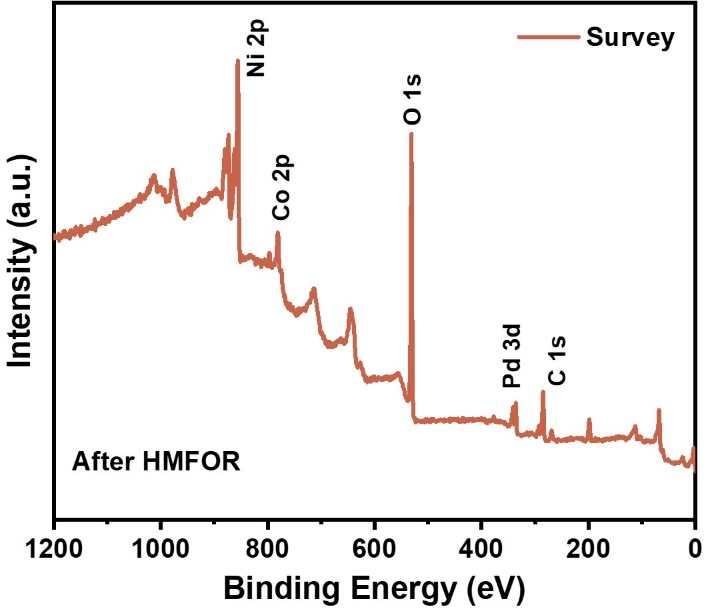 Survey
Ni 2p
Co 2p
O 1s
Pd 3d
C 1s
After HMFOR
Intensity (a.u.)
1200 1000 800 600 400 200 0
Binding Energy (eV)